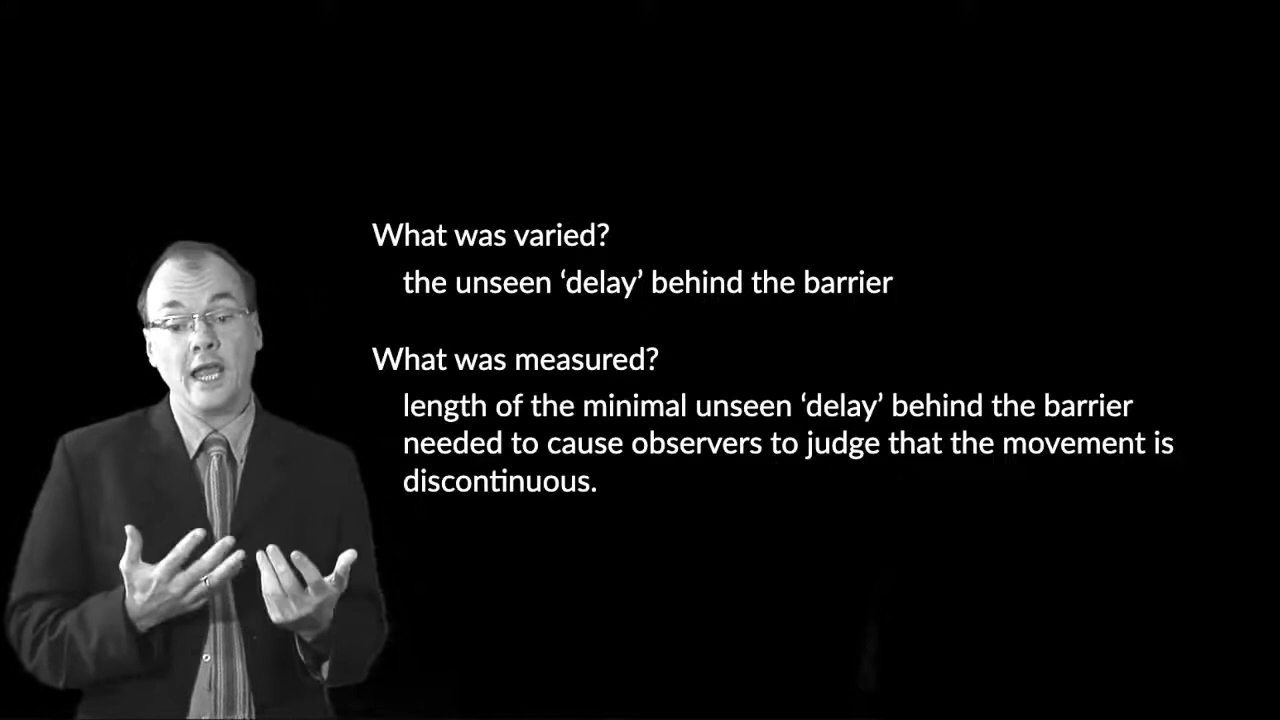 What was varied?
the unseen ‘delay’ behind the barrier
What was measured?
length of the minimal unseen ‘delay’ behind the barrier
needed to cause observers to judge that the movement is
discontinuous.